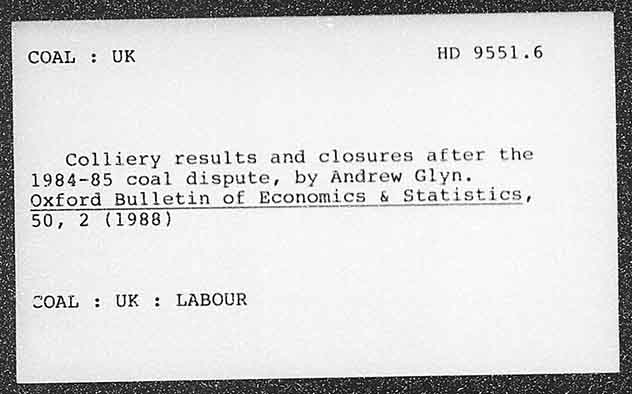 COAL : UK HD 9551.6
Colliery results and closures after the
1984-85 coal dispute, by Andrew Glyn.
Oxford Bulletin of Economics & Statistics,
50, 2 (1988)
COAL : UK : LABOUR